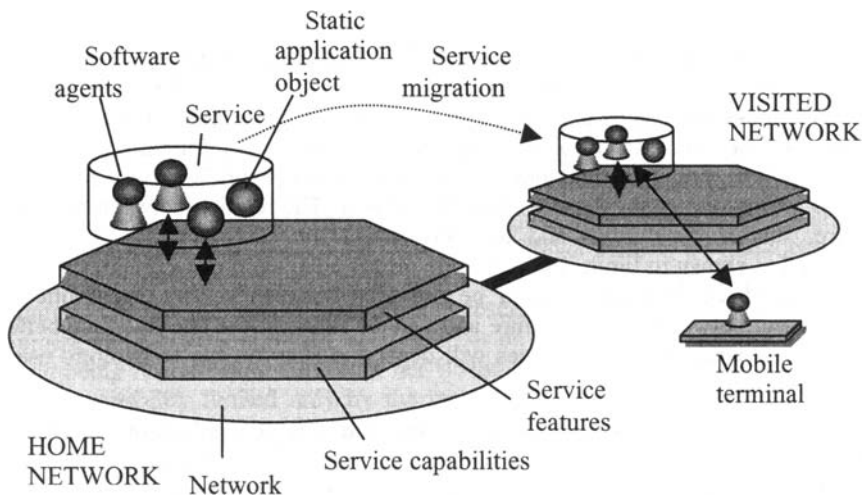 Software
agents
Static
application
object
Service
Service
migration
VISITED
NETWORK
Mobile
terminal
Service
features
Service capabilities
Network
HOME
NETWORK